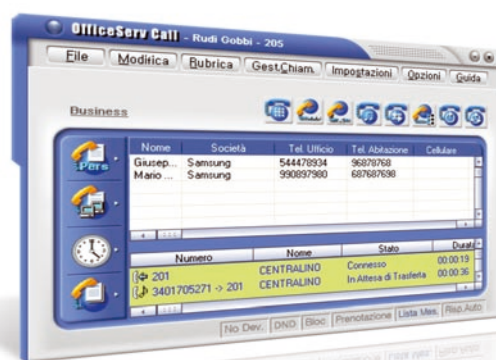 OfficeServ Call - Rudi Gobbi - 205
File Modifica Rubrica Gest.Chiam. Impostazioni Opzioni Guida
Business
Nome Società Tel. Ufficio Tel. Abitazione Cellulare
Giusep... Samsung 544478934 96878768
Mario ... Samsung 990897980 687687698
Pers
Numero Nome Stato Durata
201 CENTRALINO Connesso 00:00:19
3401705271 -> 201 CENTRALINO In Attesa di Trasferta 00:00:36
No Dev. DND Bloc Prenotazione Lista Mes. Risp.Auto